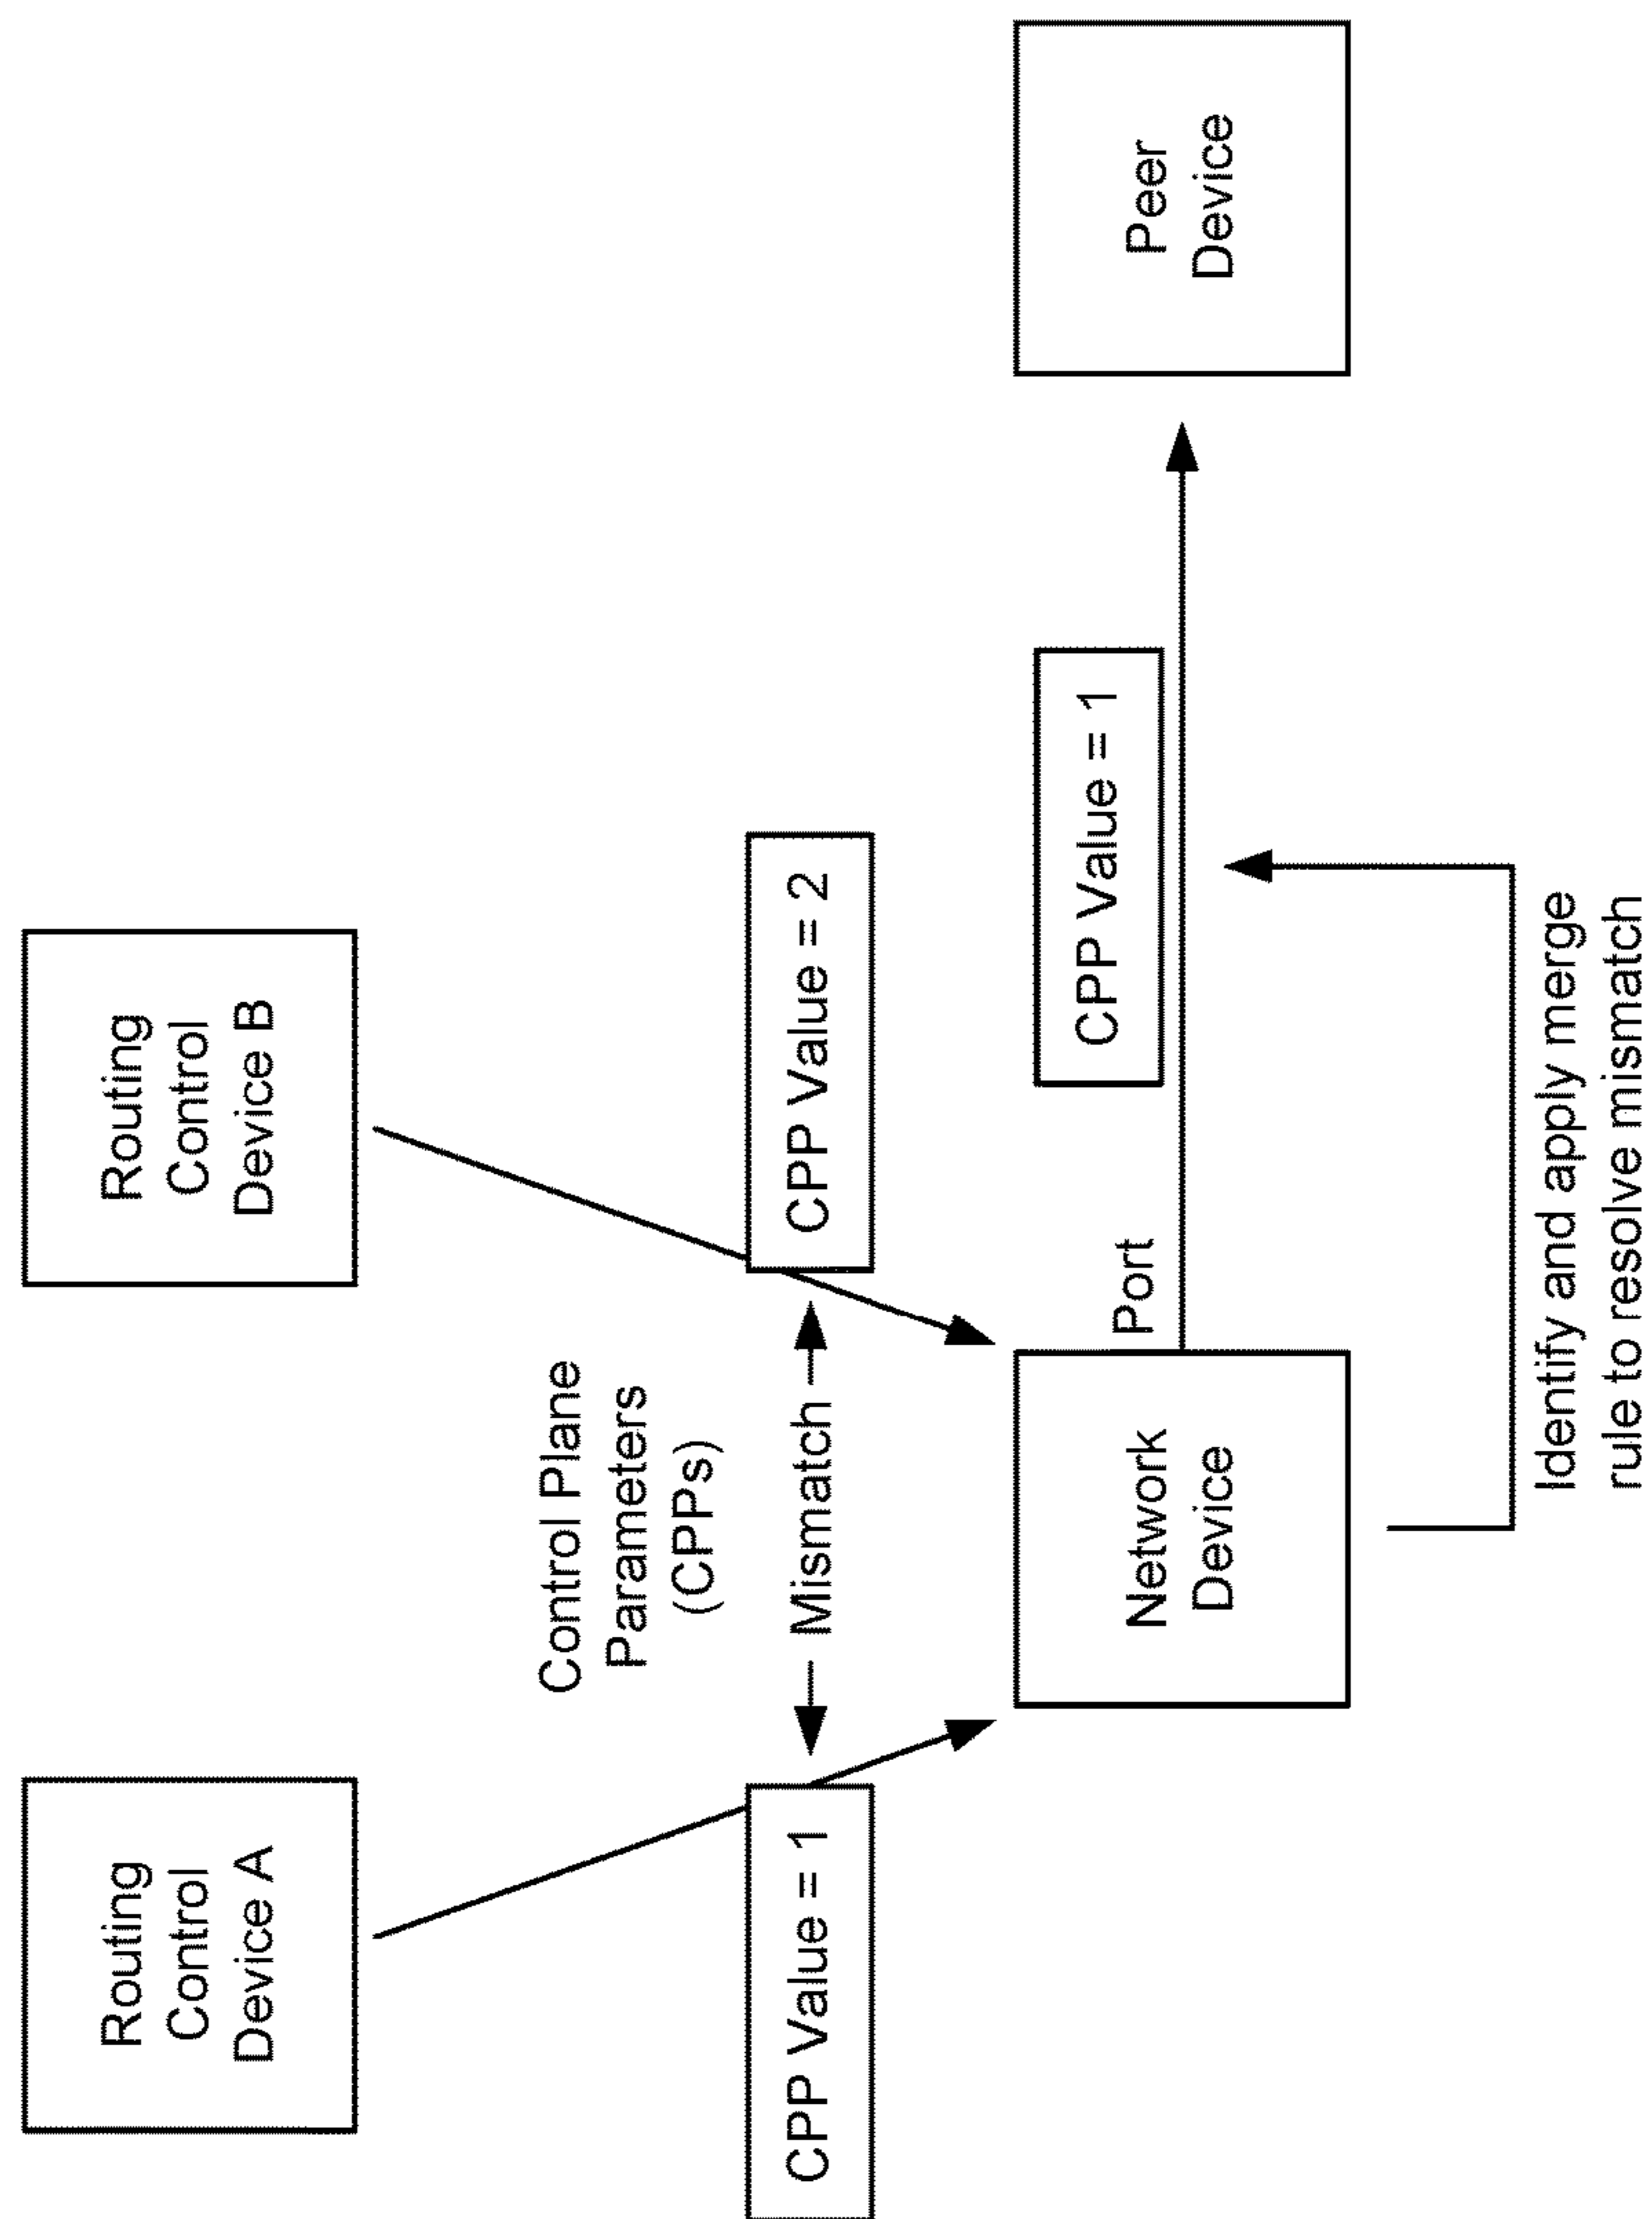 Routing
Control
Device A
Routing
Control
Device B
Control Plane
Parameters
(CPPs)
CPP Value = 1
Mismatch
CPP Value = 2
Network
Device
Port
CPP Value = 1
Peer
Device
Identify and apply merge
rule to resolve mismatch